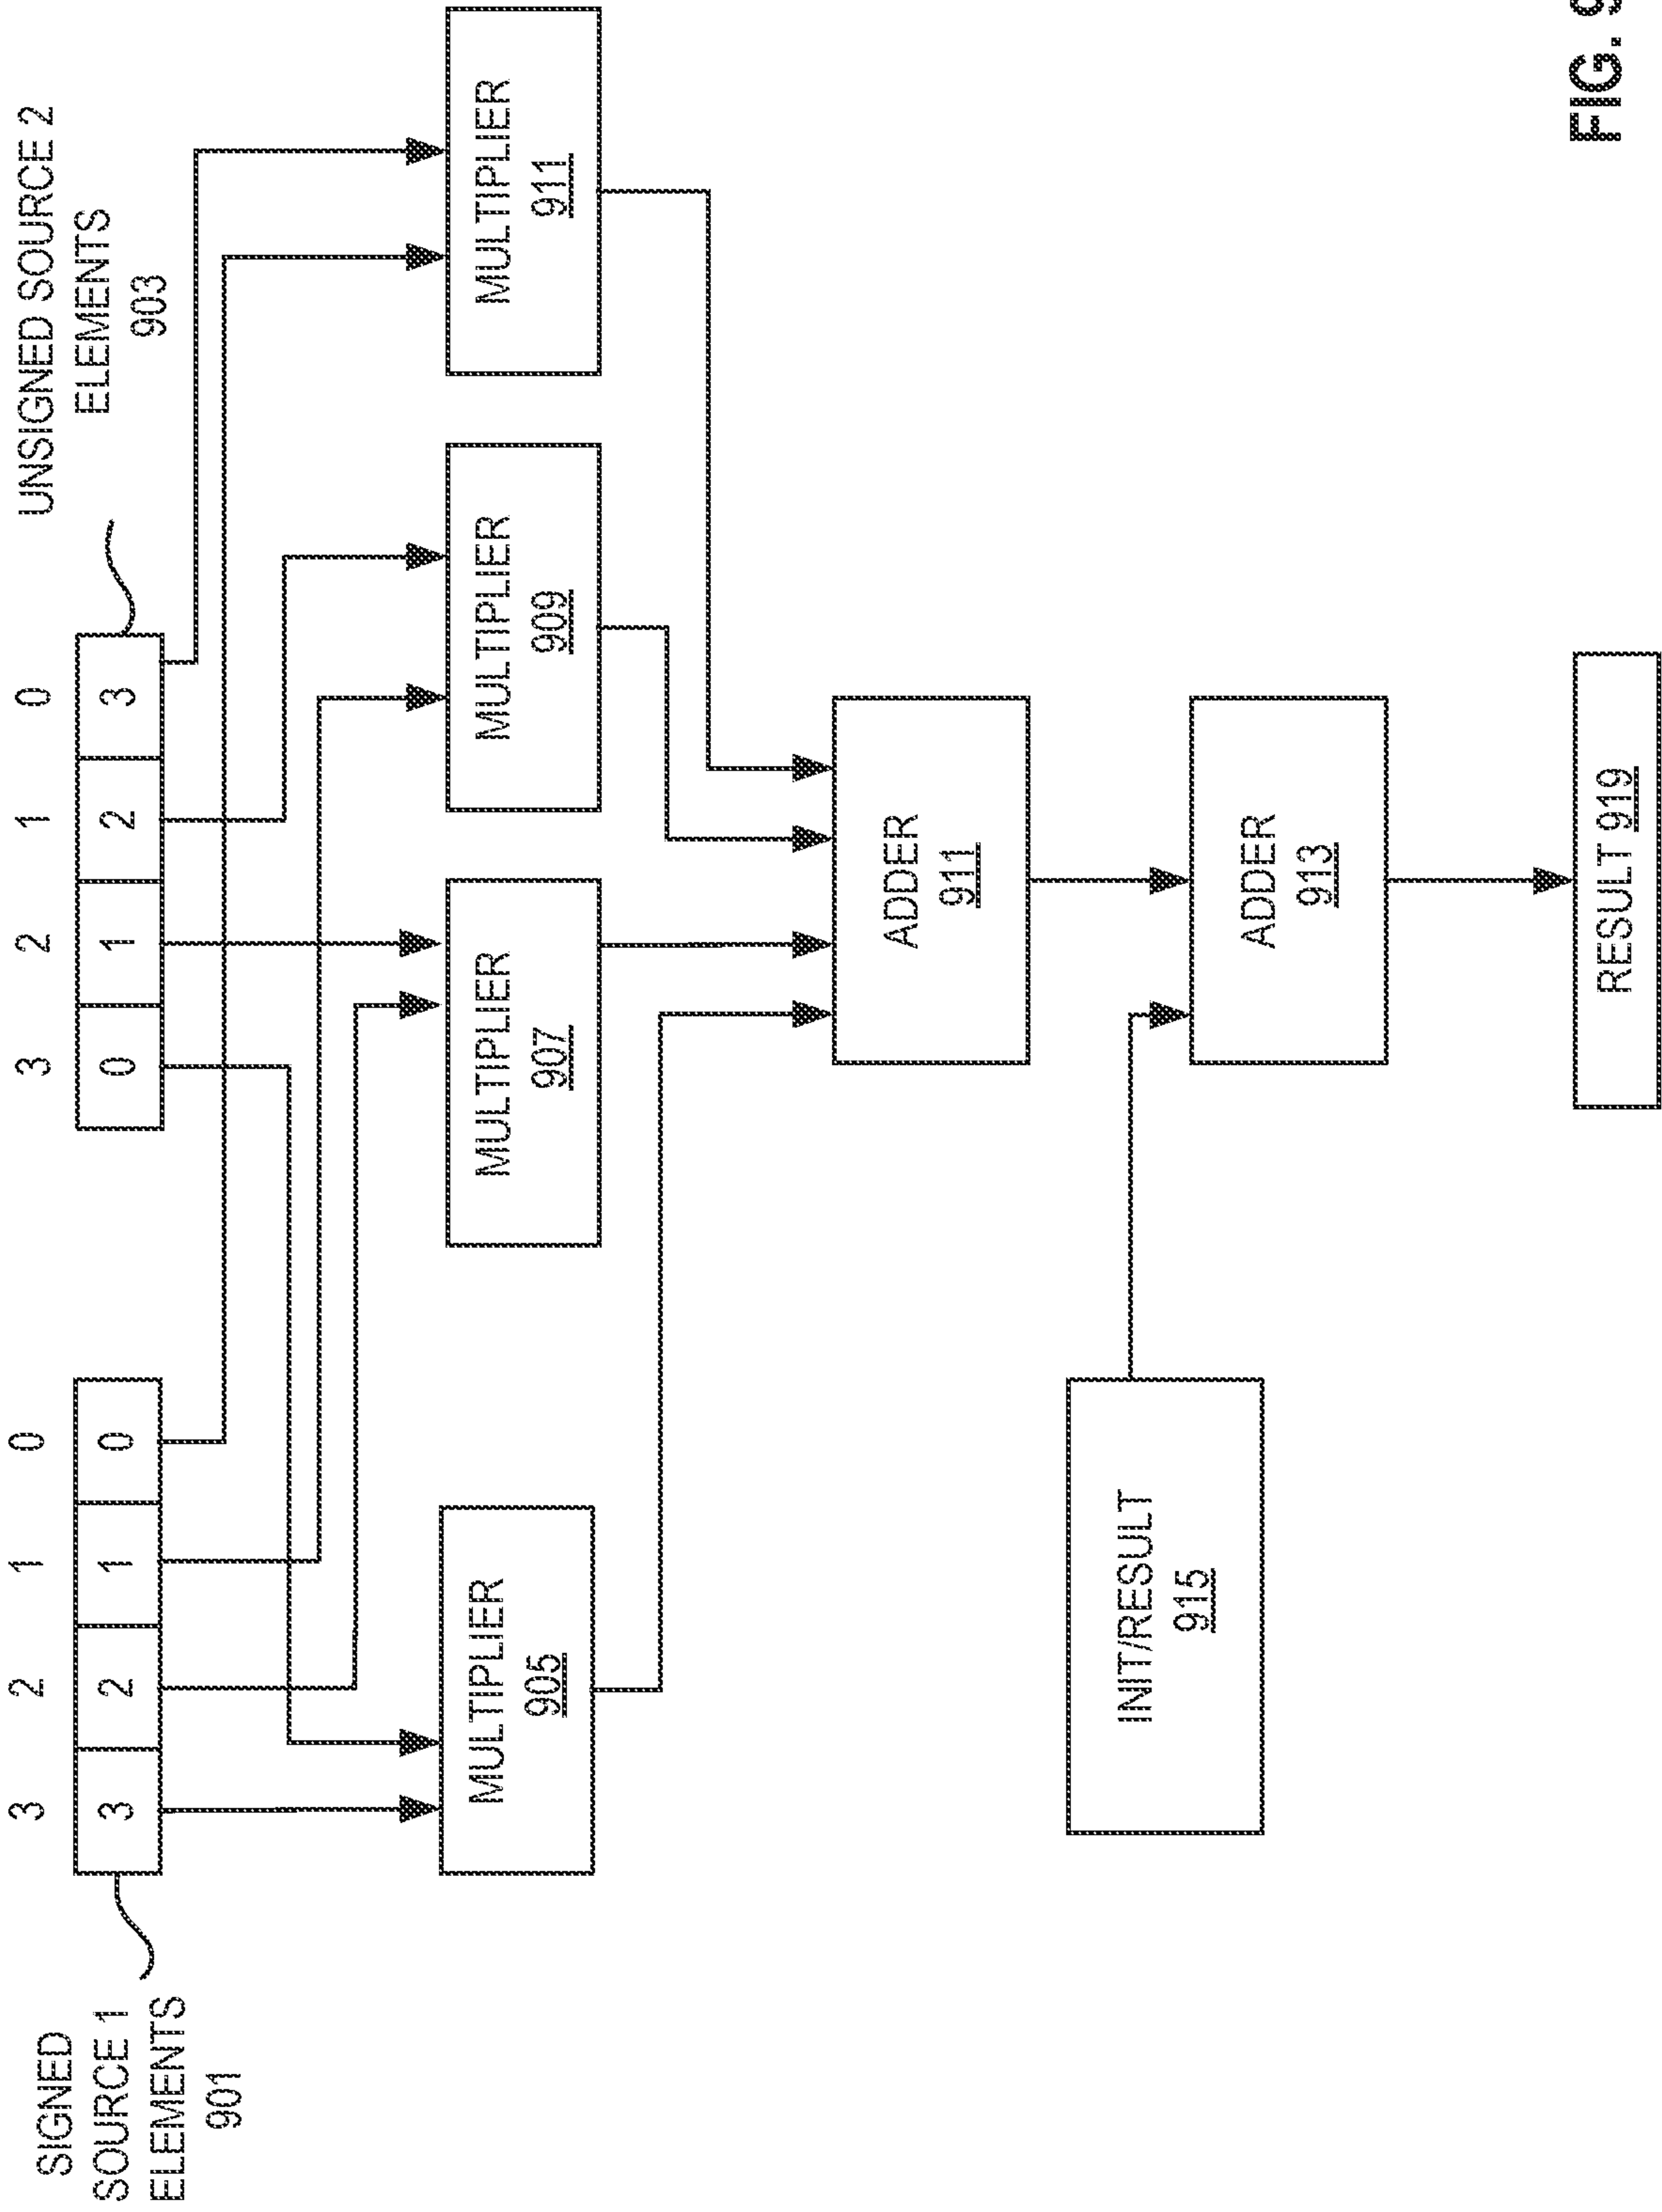 SIGNED
SOURCE 1
ELEMENTS
901
3 2 1 0
3 2 1 0
UNSIGNED SOURCE 2
ELEMENTS
903
3 2 1 0
0 1 2 3
MULTIPLIER
905
MULTIPLIER
907
MULTIPLIER
909
MULTIPLIER
911
ADDER
911
INIT/RESULT
915
ADDER
913
RESULT 919
FIG. 9